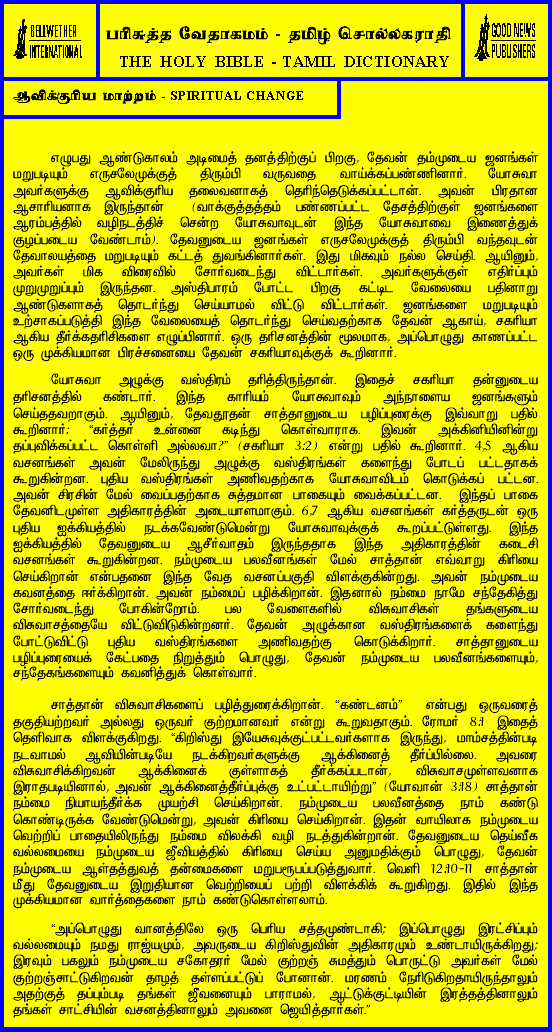 BELLWETHER
INTERNATIONAL
பரிசுத்த வேதாகமம் - தமிழ் சொல்லகராதி
THE HOLY BIBLE - TAMIL DICTIONARY
GOOD NEWS
PUBLISHERS
ஆவிக்குரிய மாற்றம் - SPIRITUAL CHANGE
எழுபது ஆண்டுகாலம் அடிமைத் தனத்திற்குப் பிறகு, தேவன் தம்முடைய ஜனங்கள்
மறுபடியும் எருசலேமுக்குத் திரும்பி வருவதை வாய்க்கப்பண்ணினார். யோசுவா
அவர்களுக்கு ஆவிக்குரிய தலைவனாகத் தெரிந்தெடுக்கப்பட்டான். அவன் பிரதான
ஆசாரியனாக இருந்தான் (வாக்குத்தத்தம் பண்ணப்பட்ட தேசத்திற்குள் ஜனங்களை
ஆரம்பத்தில் வழிநடத்திச் சென்ற யோசுவாவுடன் இந்த யோசுவாவை இணைத்துக்
குழப்படைய வேண்டாம்). தேவனுடைய ஜனங்கள் எருசலேமுக்குத் திரும்பி வந்தவுடன்
தேவாலயத்தை மறுபடியும் கட்டத் துவங்கினார்கள். இது மிகவும் நல்ல செய்தி. ஆயினும்,
அவர்கள் மிக விரைவில் சோர்வடைந்து விட்டார்கள். அவர்களுக்குள் எதிர்ப்பும்
முறுமுறுப்பும் இருந்தன. அஸ்திபாரம் போட்ட பிறகு கட்டிட வேலையை பதினாறு
ஆண்டுகளாகத் தொடர்ந்து செய்யாமல் விட்டு விட்டார்கள். ஜனங்களை மறுபடியும்
உற்சாகப்படுத்தி இந்த வேலையைத் தொடர்ந்து செய்வதற்காக தேவன் ஆகாய், சகரியா
ஆகிய தீர்க்கதரிசிகளை எழுப்பினார். ஒரு தரிசனத்தின் மூலமாக, அப்பொழுது காணப்பட்ட
ஒரு முக்கியமான பிரச்சனையை தேவன் சகரியாவுக்குக் கூறினார்.
யோசுவா அழுக்கு வஸ்திரம் தரித்திருந்தான். இதைச் சகரியா தன்னுடைய
தரிசனத்தில் கண்டார். இந்த காரியம் யோசுவாவும் அந்நாளைய ஜனங்களும்
செய்ததவறாகும். ஆயினும், தேவதூதன் சாத்தானுடைய பழிப்புரைக்கு இவ்வாறு பதில்
கூறினார்; “கர்த்தர் உன்னை கடிந்து கொள்வாராக. இவன் அக்கினியினின்று
தப்புவிக்கப்பட்ட கொள்ளி அல்லவா?” (சகரியா 3:2) என்று பதில் கூறினார். 4,5 ஆகிய
வசனங்கள் அவன் மேலிருந்து அழுக்கு வஸ்திரங்கள் களைந்து போடப் பட்டதாகக்
கூறுகின்றன. புதிய வஸ்திரங்கள் அணிவதற்காக யோசுவாவிடம் கொடுக்கப் பட்டன.
அவன் சிரசின் மேல் வைப்பதற்காக சுத்தமான பாகையும் வைக்கப்பட்டன. இந்தப் பாகை
தேவனிடமுள்ள அதிகாரத்தின் அடையாளமாகும். 6,7 ஆகிய வசனங்கள் கர்த்தருடன் ஒரு
புதிய ஐக்கியத்தில் நடக்கவேண்டுமென்று யோசுவாவுக்குக் கூறப்பட்டுள்ளது. இந்த
ஐக்கியத்தில் தேவனுடைய ஆசீர்வாதம் இருந்ததாக இந்த அதிகாரத்தின் கடைசி
வசனங்கள் கூறுகின்றன. நம்முடைய பலவீனங்கள் மேல் சாத்தான் எவ்வாறு கிரியை
செய்கிறான் என்பதனை இந்த வேத வசனப்பகுதி விளக்குகின்றது. அவன் நம்முடைய
கவனத்தை ஈர்க்கிறான். அவன் நம்மைப் பழிக்கிறான். இதனால் நம்மை நாமே சந்தேகித்து
சோர்வடைந்து போகின்றோம். பல வேளைகளில் விசுவாசிகள் தங்களுடைய
விசுவாசத்தையே விட்டுவிடுகின்றனர். தேவன் அழுக்கான வஸ்திரங்களைக் களைந்து
போட்டுவிட்டு புதிய வஸ்திரங்களை அணிவதற்கு கொடுக்கிறார். சாத்தானுடைய
பழிப்புரையைக் கேட்பதை நிறுத்தும் பொழுது, தேவன் நம்முடைய பலவீனங்களையும்,
சந்தேகங்களையும் கவனித்துக் கொள்வார்.
சாத்தான் விசுவாசிகளைப் பழித்துரைக்கிறான். “கண்டனம்” என்பது ஒருவரைத்
தகுதியற்றவர் அல்லது ஒருவர் குற்றமானவர் என்று கூறுவதாகும். ரோமர் 8:1 இதைத்
தெளிவாக விளக்குகிறது. “கிறிஸ்து இயேசுவுக்குட்பட்டவர்களாக இருந்து, மாம்சத்தின்படி
நடவாமல் ஆவியின்படியே நடக்கிறவர்களுக்கு ஆக்கினைத் தீர்ப்பில்லை. அவரை
விசுவாசிக்கிறவன் ஆக்கினைக் குள்ளாகத் தீர்க்கப்படான், விசுவாசமுள்ளவனாக
இராதபடியினால், அவன் ஆக்கினைத்தீர்ப்புக்கு உட்பட்டாயிற்று” (யோவான் 3:18) சாத்தான்
நம்மை நியாயந்தீர்க்க முயற்சி செய்கிறான். நம்முடைய பலவீனத்தை நாம் கண்டு
கொண்டிருக்க வேண்டுமென்று, அவன் கிரியை செய்கிறான். இதன் வாயிலாக நம்முடைய
வெற்றிப் பாதையிலிருந்து நம்மை விலக்கி வழி நடத்துகின்றான். தேவனுடைய தெய்வீக
வல்லமையை நம்முடைய ஜீவியத்தில் கிரியை செய்ய அனுமதிக்கும் பொழுது, தேவன்
நம்முடைய ஆள்தத்துவத் தன்மைகளை மறுபரூபப்படுத்துவார். வெளி 12:10-11 சாத்தான்
மீது தேவனுடைய இறுதியான வெற்றியைப் பற்றி விளக்கிக் கூறுகிறது. இதில் இந்த
முக்கியமான வார்த்தைகளை நாம் கண்டுகொள்ளலாம்.
“அப்பொழுது வானத்திலே ஒரு பெரிய சத்தமுண்டாகி; இப்பொழுது இரட்சிப்பும்
வல்லமையும் நமது ராஜ்யமும், அவருடைய கிறிஸ்துவின் அதிகாரமும் உண்டாயிருக்கிறது;
இரவும் பகலும் நம்முடைய சகோதரர் மேல் குற்றஞ் சுமத்தும் பொருட்டு அவர்கள் மேல்
குற்றஞ்சாட்டுகிறவன் தாழத் தள்ளப்பட்டுப் போனான். மரணம் நேரிடுகிறதாயிருந்தாலும்
அதற்குத் தப்பும்படி தங்கள் ஜீவனையும் பாராமல், ஆட்டுக்குட்டியின் இரத்தத்தினாலும்
தங்கள் சாட்சியின் வசனத்தினாலும் அவனை ஜெயித்தார்கள்.”